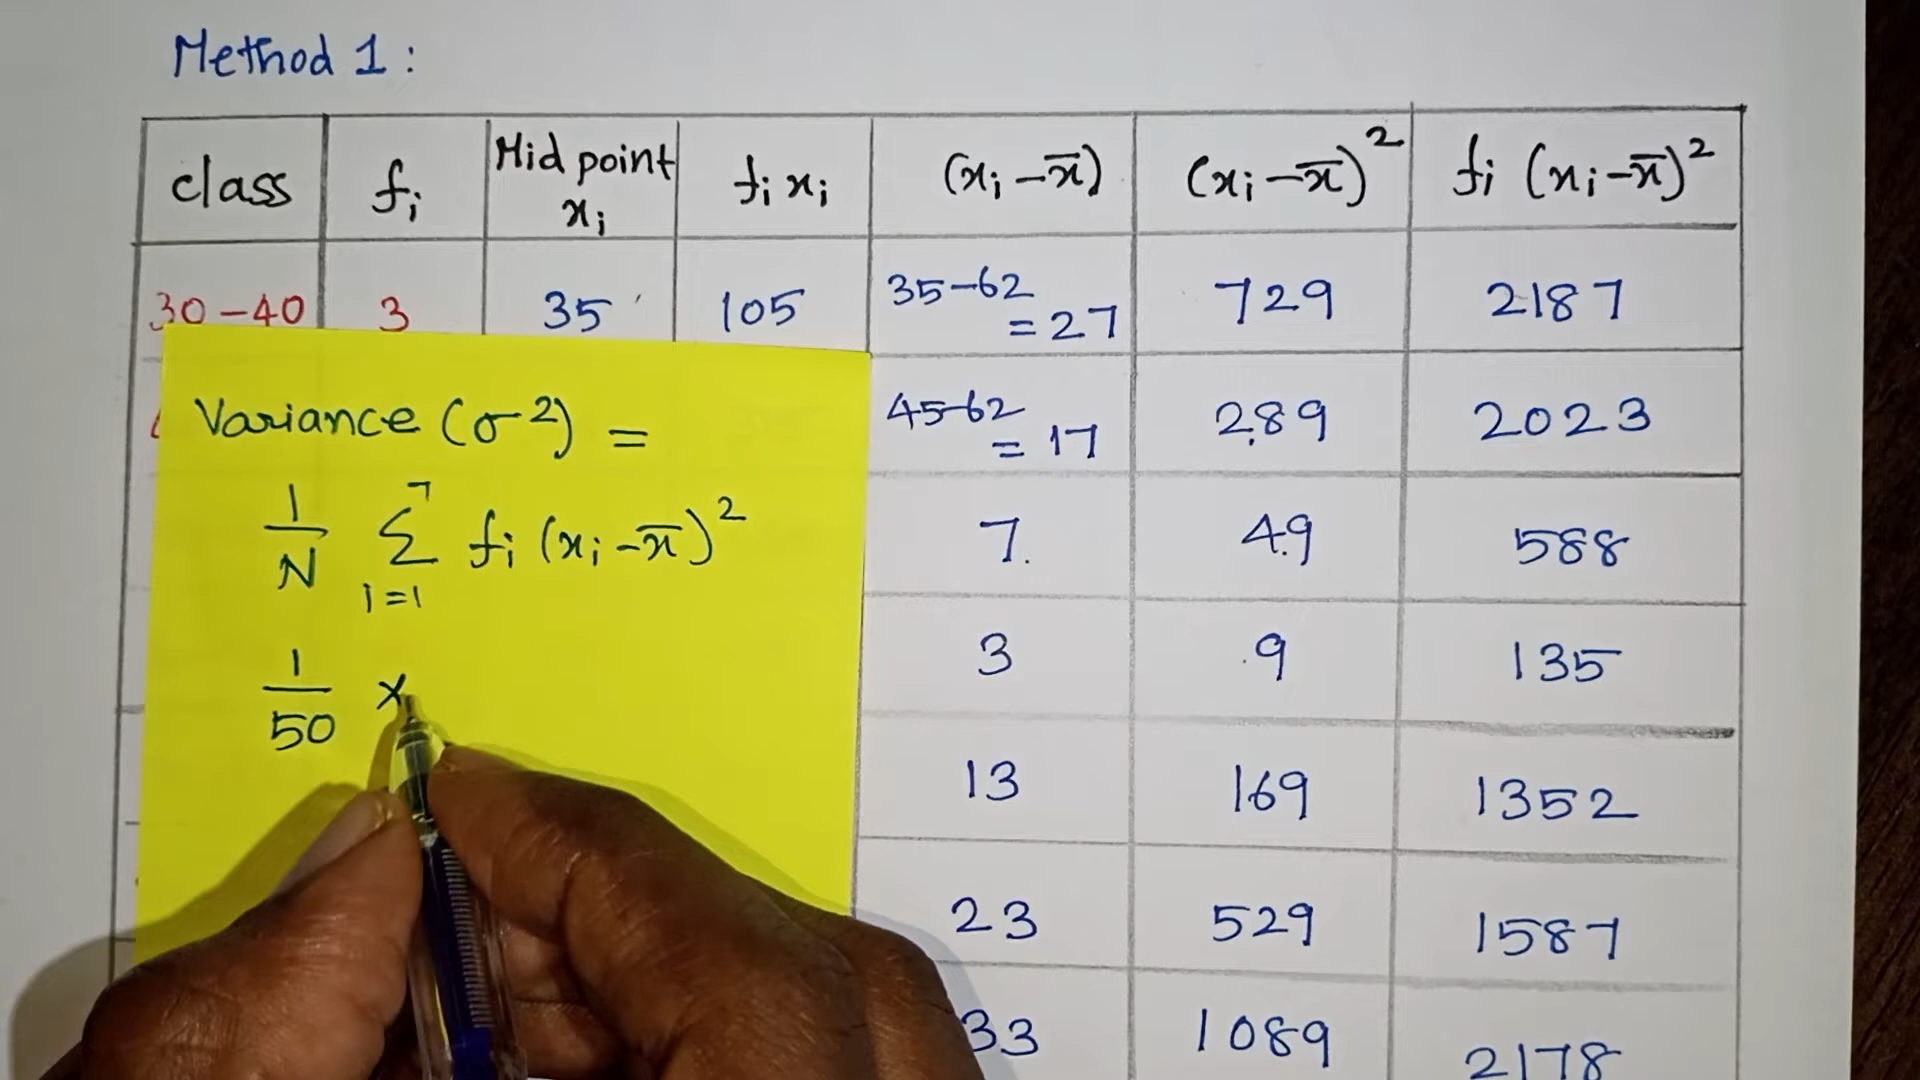 Method 1:
class fi Mid point xi fi xi (xi - x̄) (xi - x̄)² fi (xi - x̄)²
30-40 3 35 105 35-62 = 27 729 2187
45-62 = 17 289 2023
7 49 588
3 9 135
13 169 1352
23 529 1587
33 1089 2178
Variance (σ²) =
1/N 7 Σ i=1 fi (xi - x̄)²
1/50 ×